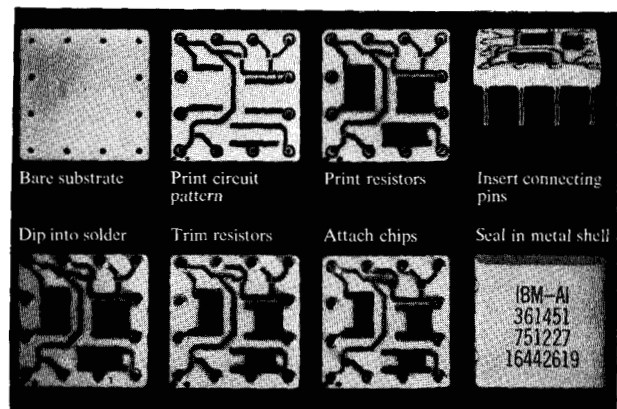 Bare substrate
Print circuit
pattern
Print resistors
Insert connecting
pins
Dip into solder
Trim resistors
Attach chips
Seal in metal shell
IBM-AI
361451
751227
16442619